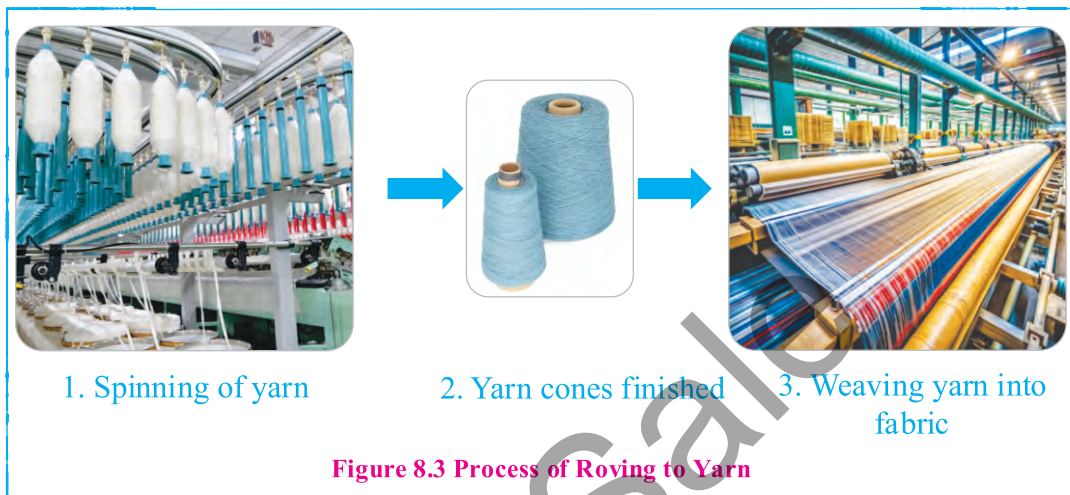 1. Spinning of yarn
2. Yarn cones finished
3. Weaving yarn into
fabric
Figure 8.3 Process of Roving to Yarn
Sale